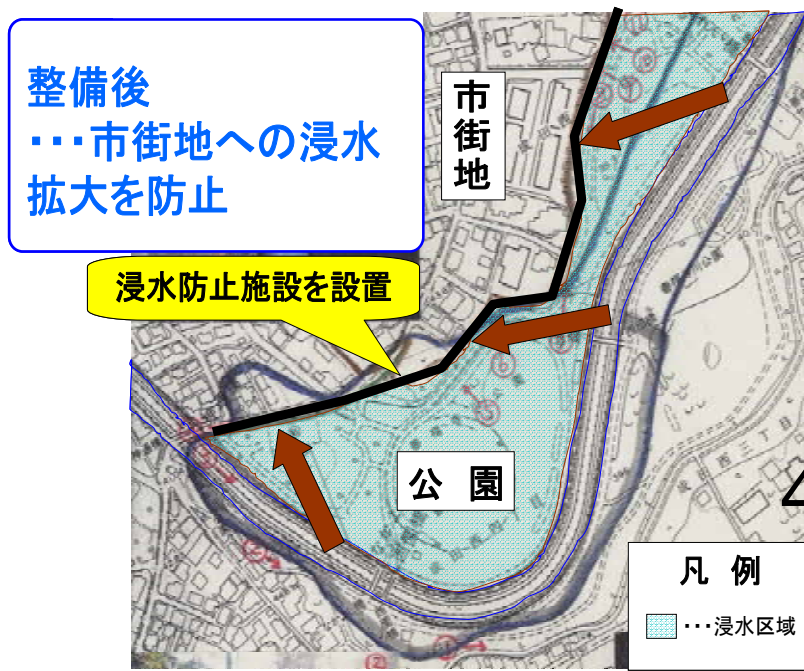 整備後
・・・市街地への浸水
拡大を防止
市街地
浸水防止施設を設置
公園
凡例
・・・浸水区域